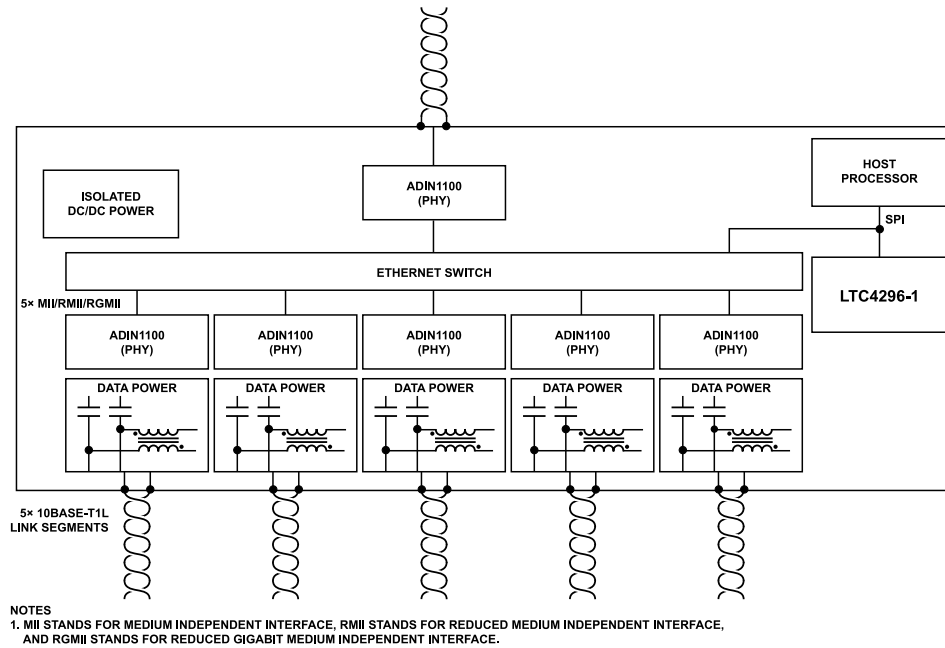 ADIN1100
(PHY)
ISOLATED
DC/DC POWER
HOST
PROCESSOR
SPI
ETHERNET SWITCH
LTC4296-1
5× MII/RMII/RGMII
ADIN1100
(PHY)
ADIN1100
(PHY)
ADIN1100
(PHY)
ADIN1100
(PHY)
ADIN1100
(PHY)
DATA POWER
DATA POWER
DATA POWER
DATA POWER
DATA POWER
5× 10BASE-T1L
LINK SEGMENTS
NOTES
1. MII STANDS FOR MEDIUM INDEPENDENT INTERFACE, RMII STANDS FOR REDUCED MEDIUM INDEPENDENT INTERFACE,
AND RGMII STANDS FOR REDUCED GIGABIT MEDIUM INDEPENDENT INTERFACE.